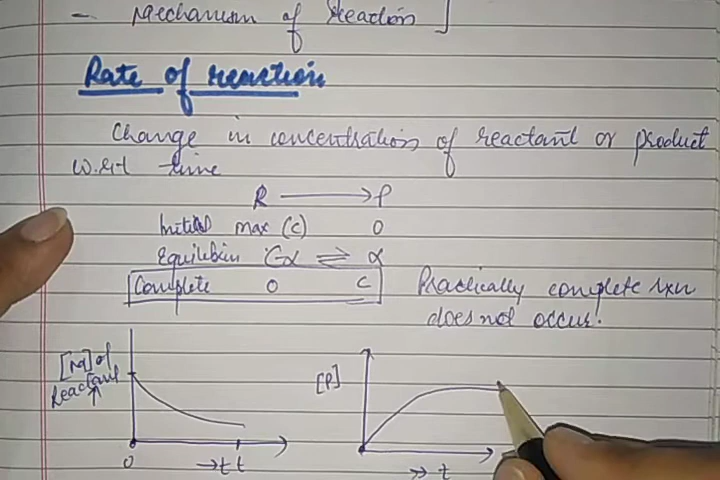 - Mechanism of Reaction ]
Rate of reaction
Change in concentration of reactant or product
w.r.t time
R → P
Initial max (c) 0
Equilibrium C-α ⇌ α
Complete 0 C
Practically complete rxn
does not occur.
[M] of
Reactant
0 → t t
[P]
→ t